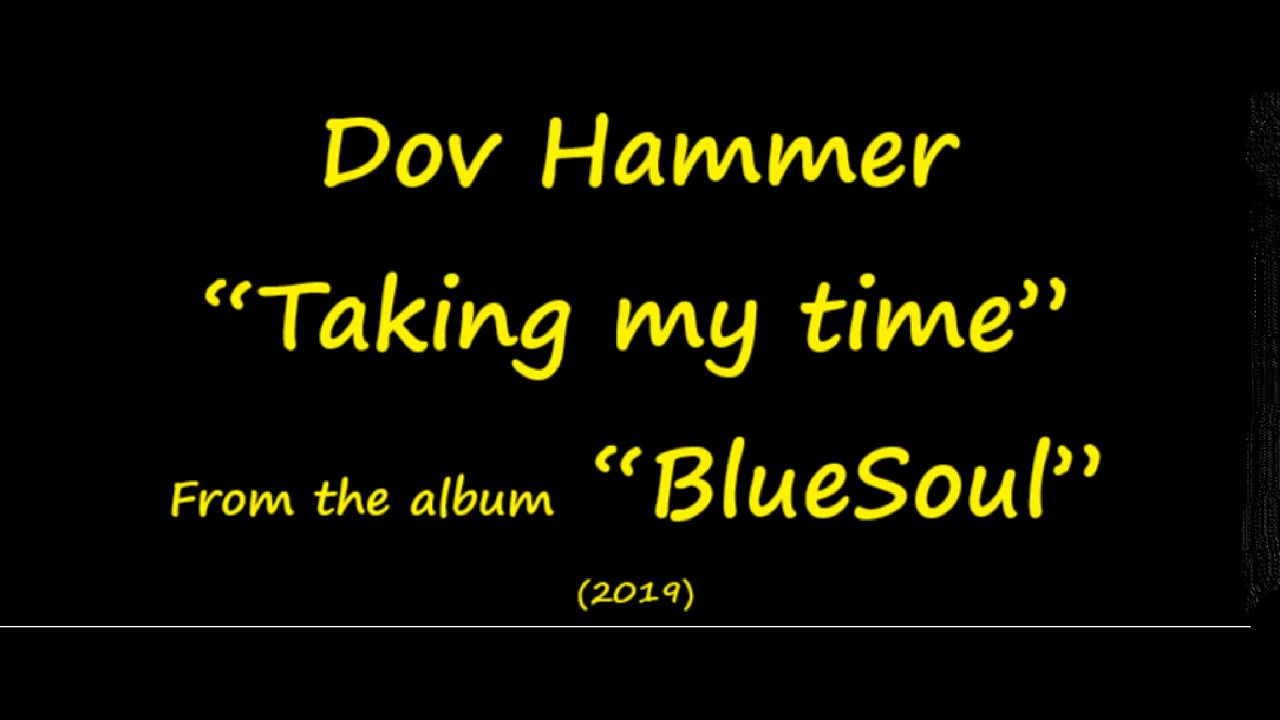 Dov Hammer
“Taking my time”
From the album “BlueSoul”
(2019)